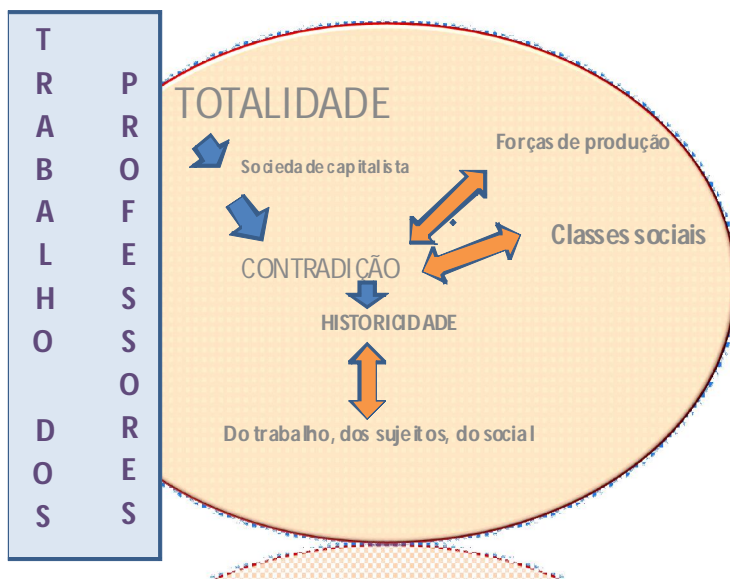 TRABALHO DOS
PROFESSORES
TOTALIDADE
Forças de produção
Sociedade capitalista
Classes sociais
CONTRADIÇÃO
HISTORICIDADE
Do trabalho, dos sujeitos, do social